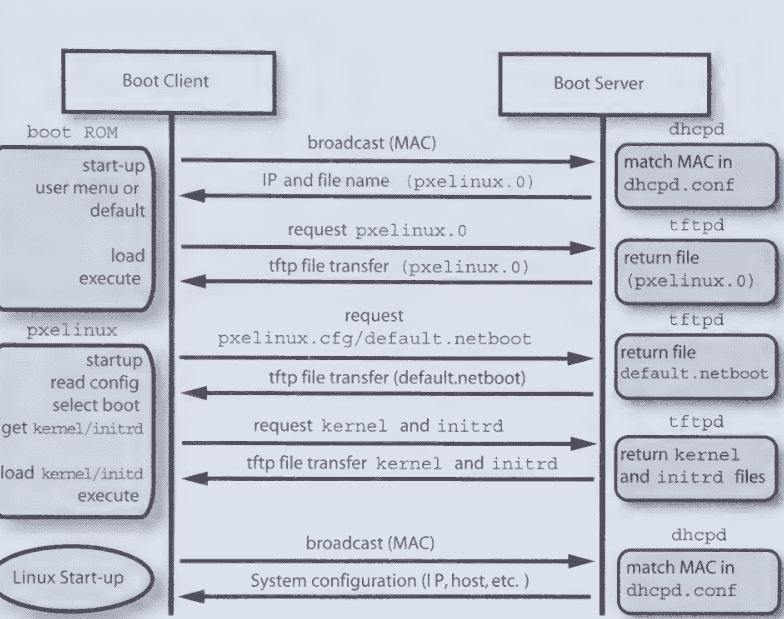 Boot Client
Boot Server
boot ROM
start-up
user menu or
default
load
execute
broadcast (MAC)
IP and file name (pxelinux.0)
request pxelinux.0
tftp file transfer (pxelinux.0)
dhcpd
match MAC in
dhcpd.conf
tftpd
return file
(pxelinux.0)
pxelinux
startup
read config
select boot
get kernel/initrd
load kernel/initd
execute
request
pxelinux.cfg/default.netboot
tftp file transfer (default.netboot)
request kernel and initrd
tftp file transfer kernel and initrd
tftpd
return file
default.netboot
tftpd
return kernel
and initrd files
Linux Start-up
broadcast (MAC)
System configuration (I P, host, etc. )
dhcpd
match MAC in
dhcpd.conf